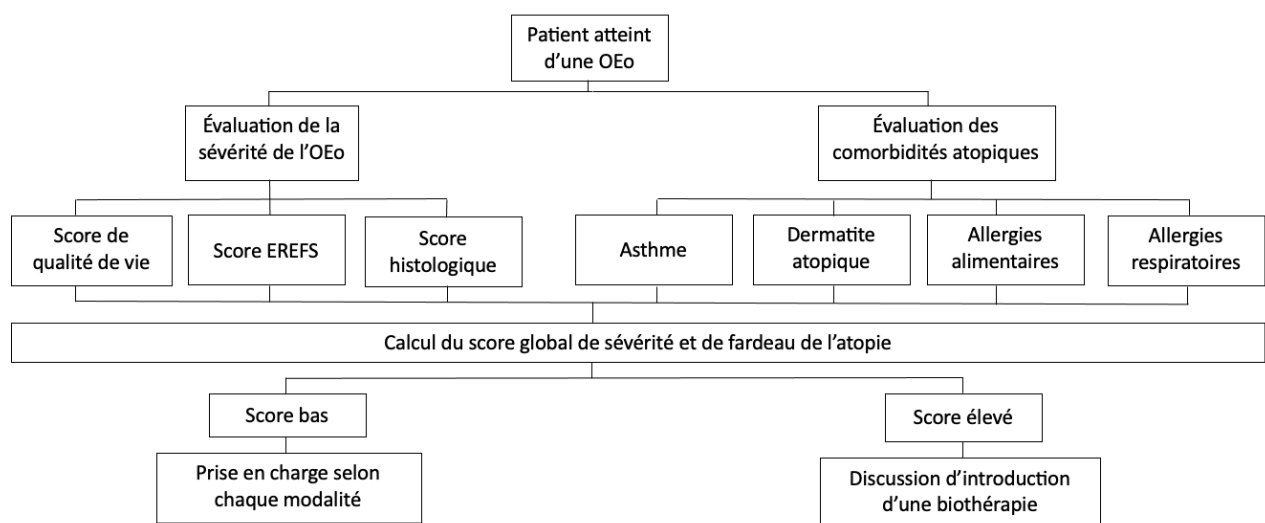 Patient atteint
d’une OEo
Évaluation de la
sévérité de l’OEo
Évaluation des
comorbidités atopiques
Score de
qualité de vie
Score EREFS
Score
histologique
Asthme
Dermatite
atopique
Allergies
alimentaires
Allergies
respiratoires
Calcul du score global de sévérité et de fardeau de l’atopie
Score bas
Score élevé
Prise en charge selon
chaque modalité
Discussion d’introduction
d’une biothérapie